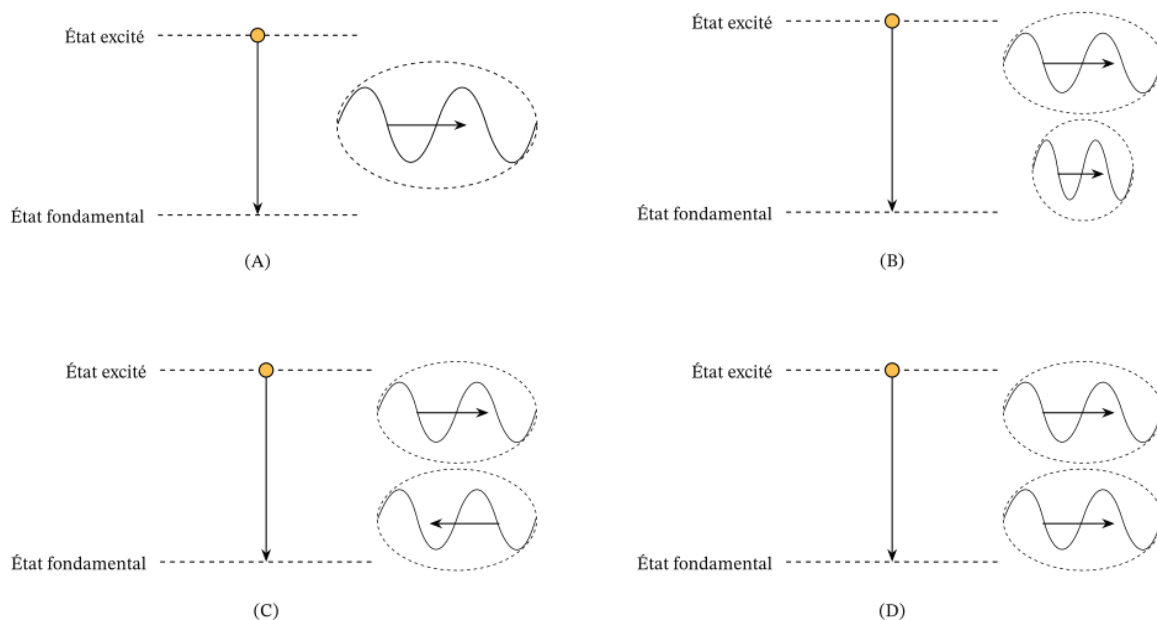 État excité
État fondamental
(A)
État excité
État fondamental
(B)
État excité
État fondamental
(C)
État excité
État fondamental
(D)